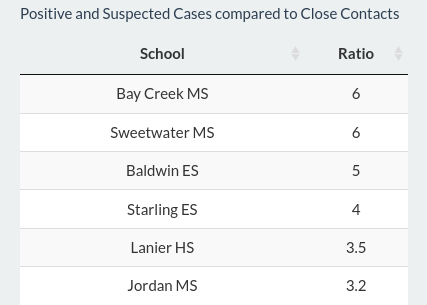 Positive and Suspected Cases compared to Close Contacts
School Ratio
Bay Creek MS 6
Sweetwater MS 6
Baldwin ES 5
Starling ES 4
Lanier HS 3.5
Jordan MS 3.2